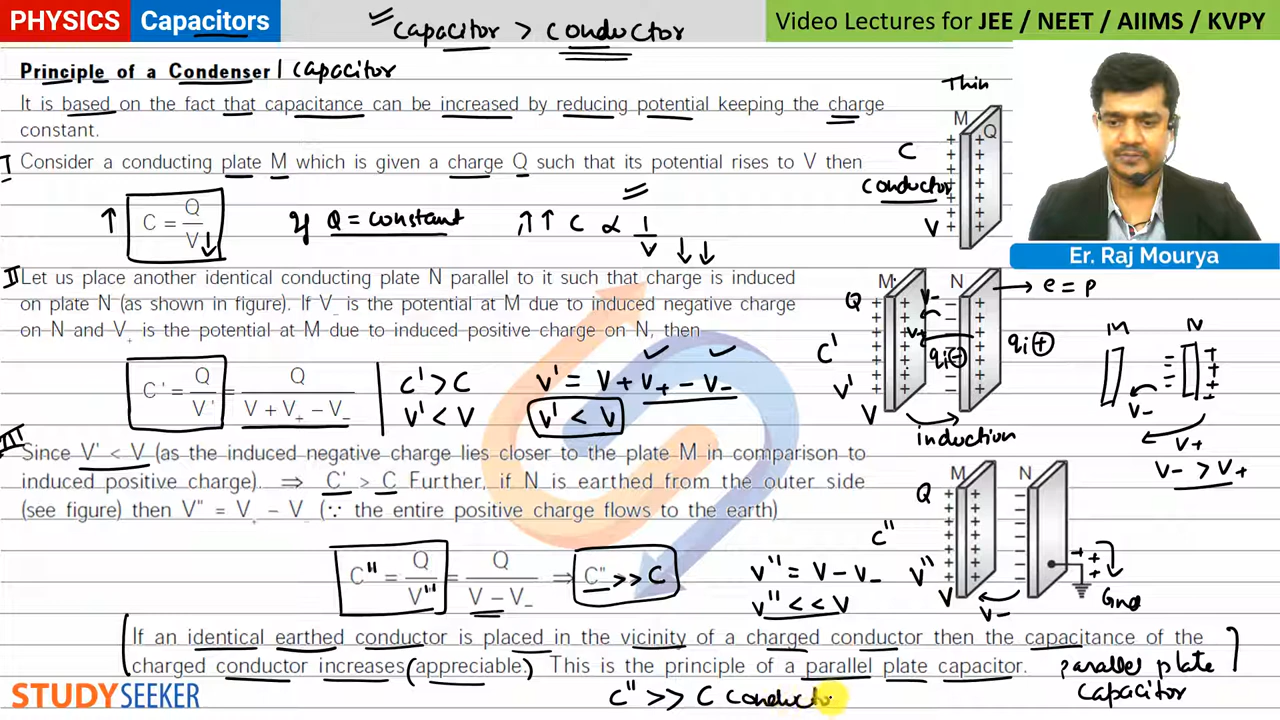 PHYSICS Capacitors Capacitor > Conductor Video Lectures for JEE / NEET / AIIMS / KVPY
Principle of a Condenser / Capacitor
It is based on the fact that capacitance can be increased by reducing potential keeping the charge
constant.
I Consider a conducting plate M which is given a charge Q such that its potential rises to V then
↑ C = Q/V ↓ if Q = constant ↑↑ C ∝ 1/V ↓↓
Thin
M Q
C
Conductor
V
Er. Raj Mourya
II Let us place another identical conducting plate N parallel to it such that charge is induced
on plate N (as shown in figure). If V_ is the potential at M due to induced negative charge
on N and V+ is the potential at M due to induced positive charge on N, then
C' = Q/V' = Q/(V + V+ − V−)
C' > C
V' < V
V' = V + V+ − V−
V' < V
M N → e = p
Q V-
V+ qi(-) qi(+)
C'
V'
V
induction
M N
V-
V+
V- > V+
III Since V' < V (as the induced negative charge lies closer to the plate M in comparison to
induced positive charge). ⇒ C' > C Further, if N is earthed from the outer side
(see figure) then V'' = V+ − V− (∵ the entire positive charge flows to the earth)
C'' = Q/V'' = Q/(V − V−) ⇒ C'' >> C
V'' = V − V−
V'' << V
M N
Q
C''
V''
V
V-
Gnd
If an identical earthed conductor is placed in the vicinity of a charged conductor then the capacitance of the
charged conductor increases (appreciable.) This is the principle of a parallel plate capacitor. parallel plate
Capacitor
STUDYSEEKER C'' >> C Conducto